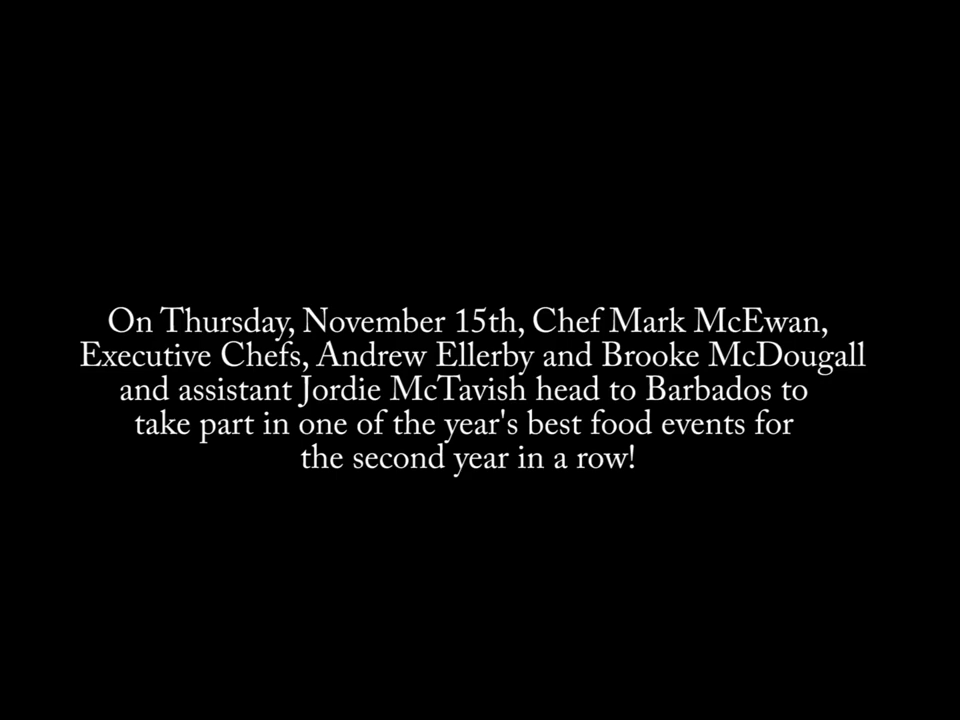 On Thursday, November 15th, Chef Mark McEwan,
Executive Chefs, Andrew Ellerby and Brooke McDougall
and assistant Jordie McTavish head to Barbados to
take part in one of the year's best food events for
the second year in a row!